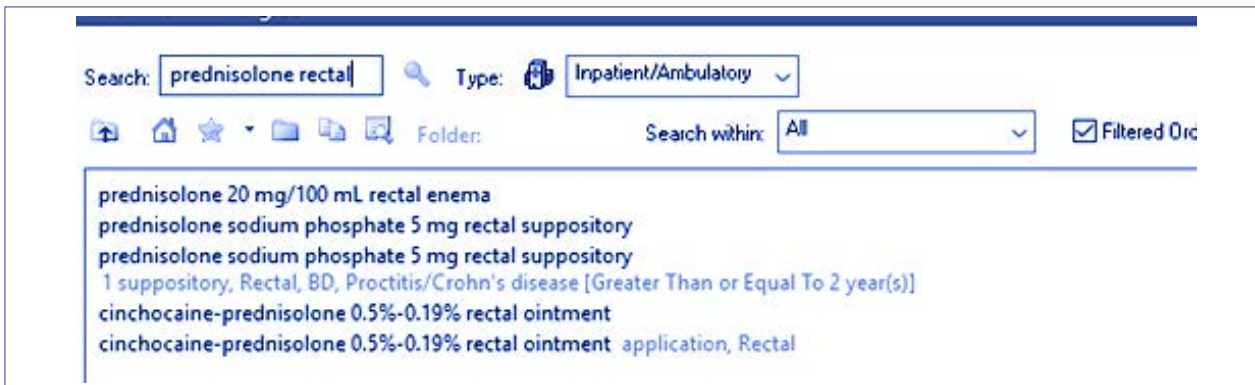 Search: prednisolone rectal Type: Inpatient/Ambulatory
Folder: Search within: All Filtered Orc
prednisolone 20 mg/100 mL rectal enema
prednisolone sodium phosphate 5 mg rectal suppository
prednisolone sodium phosphate 5 mg rectal suppository
1 suppository, Rectal, BD, Proctitis/Crohn's disease [Greater Than or Equal To 2 year(s)]
cinchocaine-prednisolone 0.5%-0.19% rectal ointment
cinchocaine-prednisolone 0.5%-0.19% rectal ointment application, Rectal